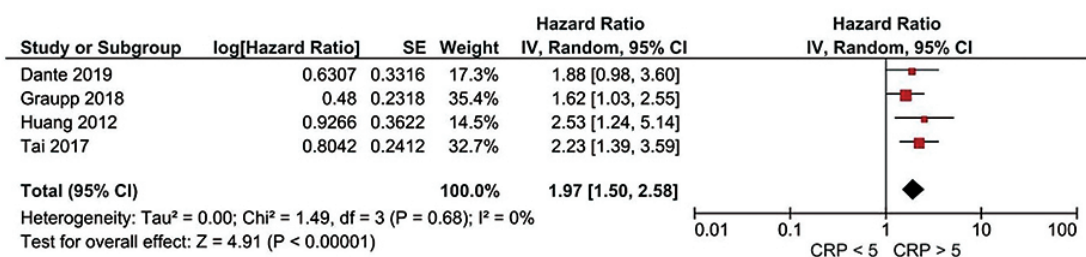 Hazard Ratio Hazard Ratio
Study or Subgroup log[Hazard Ratio] SE Weight IV, Random, 95% CI IV, Random, 95% CI
Dante 2019 0.6307 0.3316 17.3% 1.88 [0.98, 3.60]
Graupp 2018 0.48 0.2318 35.4% 1.62 [1.03, 2.55]
Huang 2012 0.9266 0.3622 14.5% 2.53 [1.24, 5.14]
Tai 2017 0.8042 0.2412 32.7% 2.23 [1.39, 3.59]
Total (95% CI) 100.0% 1.97 [1.50, 2.58]
Heterogeneity: Tau² = 0.00; Chi² = 1.49, df = 3 (P = 0.68); I² = 0%
Test for overall effect: Z = 4.91 (P < 0.00001)
0.01 0.1 1 10 100
CRP < 5 CRP > 5